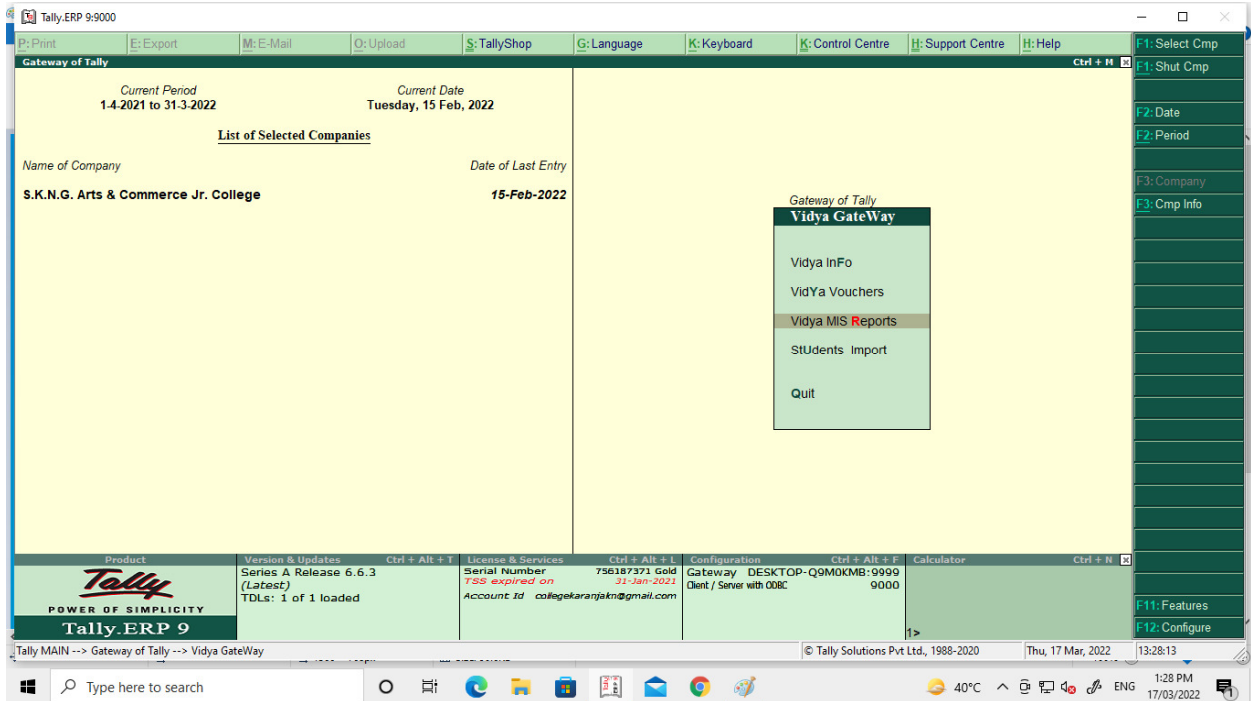 Tally.ERP 9:9000
P: Print E: Export M: E-Mail O: Upload S: TallyShop G: Language K: Keyboard K: Control Centre H: Support Centre H: Help F1: Select Cmp
Gateway of Tally Ctrl + M F1: Shut Cmp
Current Period Current Date
1-4-2021 to 31-3-2022 Tuesday, 15 Feb, 2022
F2: Date
List of Selected Companies F2: Period
Name of Company Date of Last Entry
F3: Company
S.K.N.G. Arts & Commerce Jr. College 15-Feb-2022
F3: Cmp Info
Gateway of Tally
Vidya GateWay
Vidya InFo
VidYa Vouchers
Vidya MIS Reports
StUdents Import
Quit
Product Version & Updates Ctrl + Alt + T License & Services Ctrl + Alt + L Configuration Ctrl + Alt + F Calculator Ctrl + N
Tally
POWER OF SIMPLICITY
Tally.ERP 9
Series A Release 6.6.3
(Latest)
TDLs: 1 of 1 loaded
Serial Number 756187371 Gold
TSS expired on 31-Jan-2021
Account Id collegekaranjakn@gmail.com
Gateway DESKTOP-Q9M0KMB:9999
Client / Server with ODBC 9000
1>
F11: Features
F12: Configure
Tally MAIN --> Gateway of Tally --> Vidya GateWay © Tally Solutions Pvt Ltd., 1988-2020 Thu, 17 Mar, 2022 13:28:13
Type here to search 40°C ENG 1:28 PM
17/03/2022